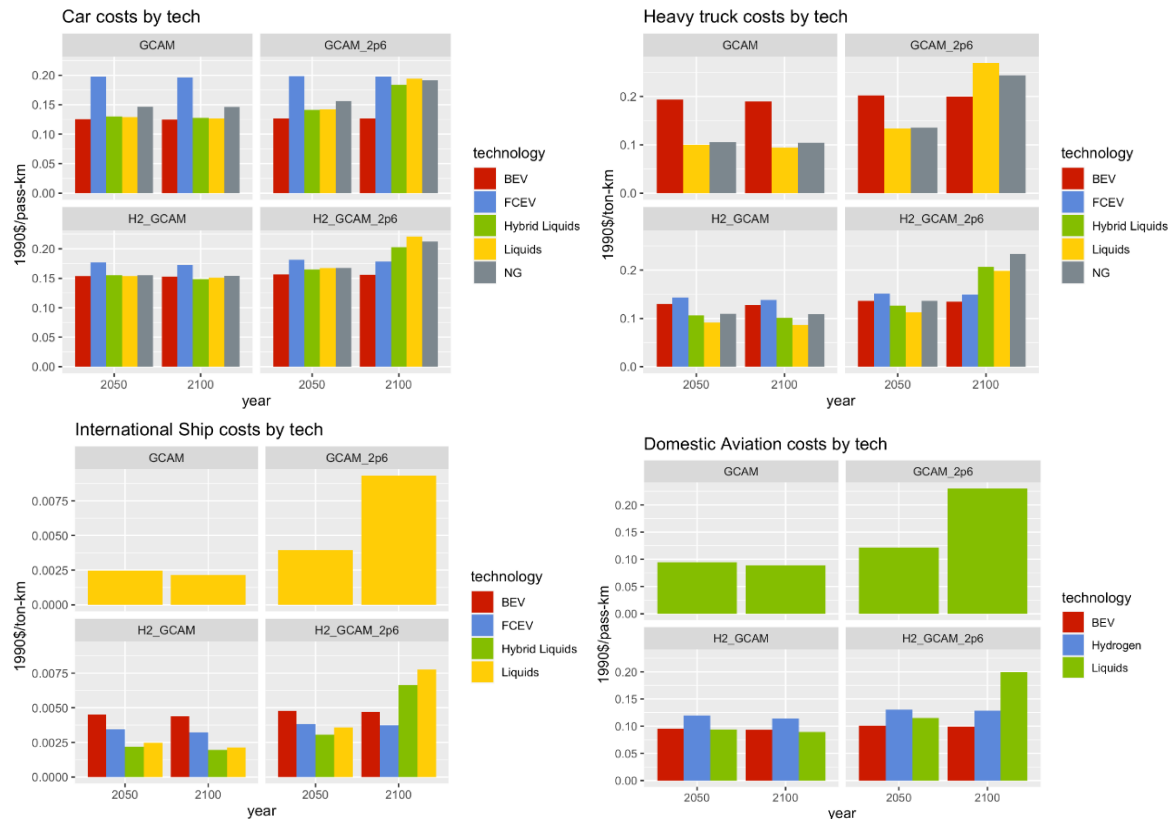 Car costs by tech
GCAM GCAM_2p6
0.20
0.15
0.10
0.05
0.00
H2_GCAM H2_GCAM_2p6
0.20
0.15
0.10
0.05
0.00
2050 2100 2050 2100
year
1990$/pass-km
technology
BEV
FCEV
Hybrid Liquids
Liquids
NG
Heavy truck costs by tech
GCAM GCAM_2p6
0.2
0.1
0.0
H2_GCAM H2_GCAM_2p6
0.2
0.1
0.0
2050 2100 2050 2100
year
1990$/ton-km
technology
BEV
FCEV
Hybrid Liquids
Liquids
NG
International Ship costs by tech
GCAM GCAM_2p6
0.0075
0.0050
0.0025
0.0000
H2_GCAM H2_GCAM_2p6
0.0075
0.0050
0.0025
0.0000
2050 2100 2050 2100
year
1990$/ton-km
technology
BEV
FCEV
Hybrid Liquids
Liquids
Domestic Aviation costs by tech
GCAM GCAM_2p6
0.20
0.15
0.10
0.05
0.00
H2_GCAM H2_GCAM_2p6
0.20
0.15
0.10
0.05
0.00
2050 2100 2050 2100
year
1990$/pass-km
technology
BEV
Hydrogen
Liquids